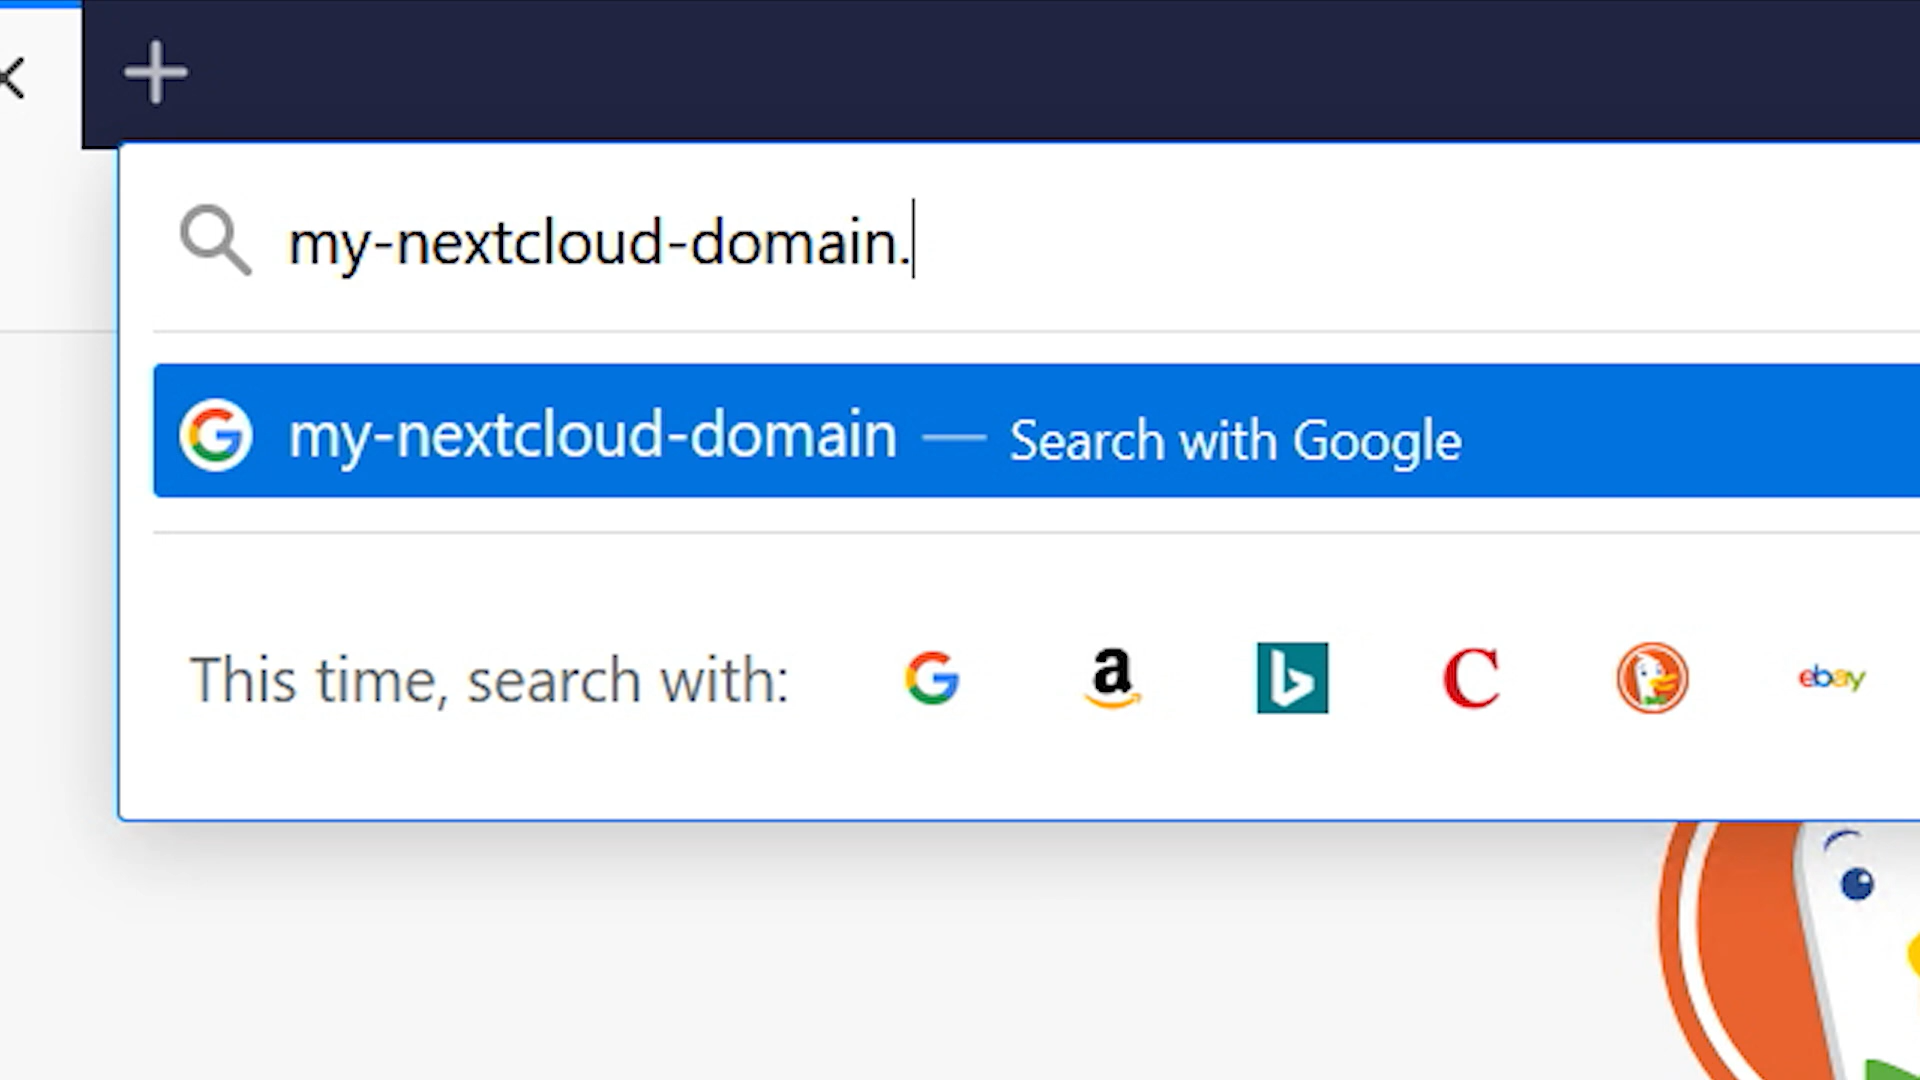 my-nextcloud-domain.
my-nextcloud-domain — Search with Google
This time, search with: a b C ebay